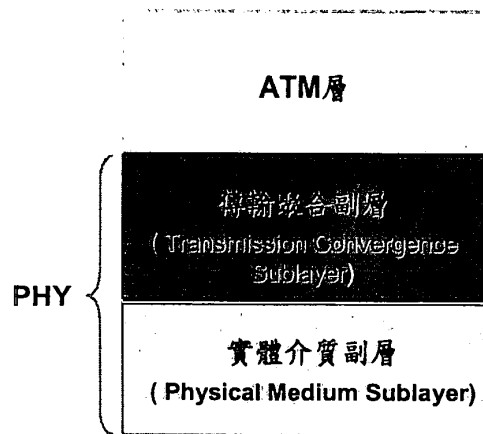 ATM層
傳輸聚合副層
( Transmission Convergence
Sublayer)
PHY
實體介質副層
( Physical Medium Sublayer)